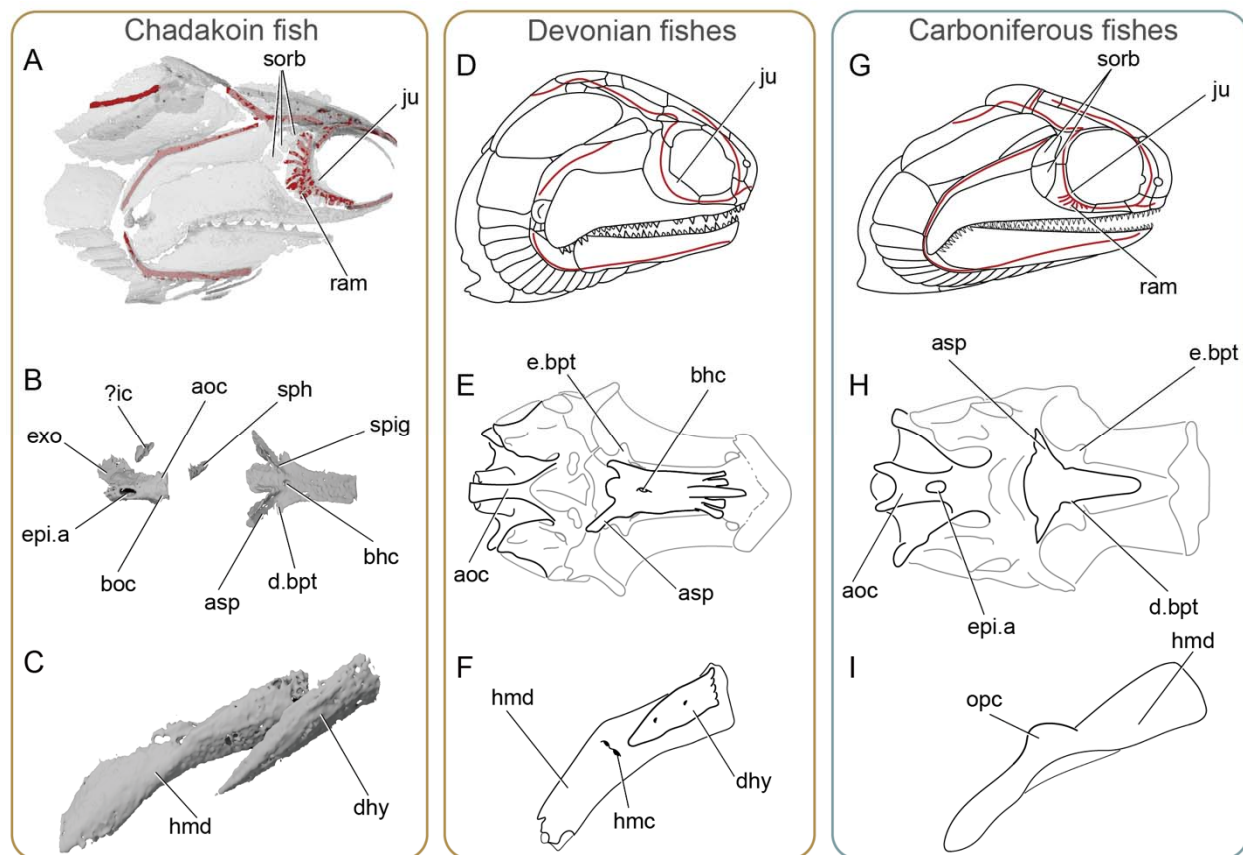 Chadakoin fish
A
sorb
ju
ram
B
?ic
aoc
sph
exo
spig
epi.a
boc
asp
d.bpt
bhc
C
hmd
dhy
Devonian fishes
D
ju
E
e.bpt
bhc
aoc
asp
F
hmd
dhy
hmc
Carboniferous fishes
G
sorb
ju
ram
H
asp
e.bpt
aoc
epi.a
d.bpt
I
hmd
opc